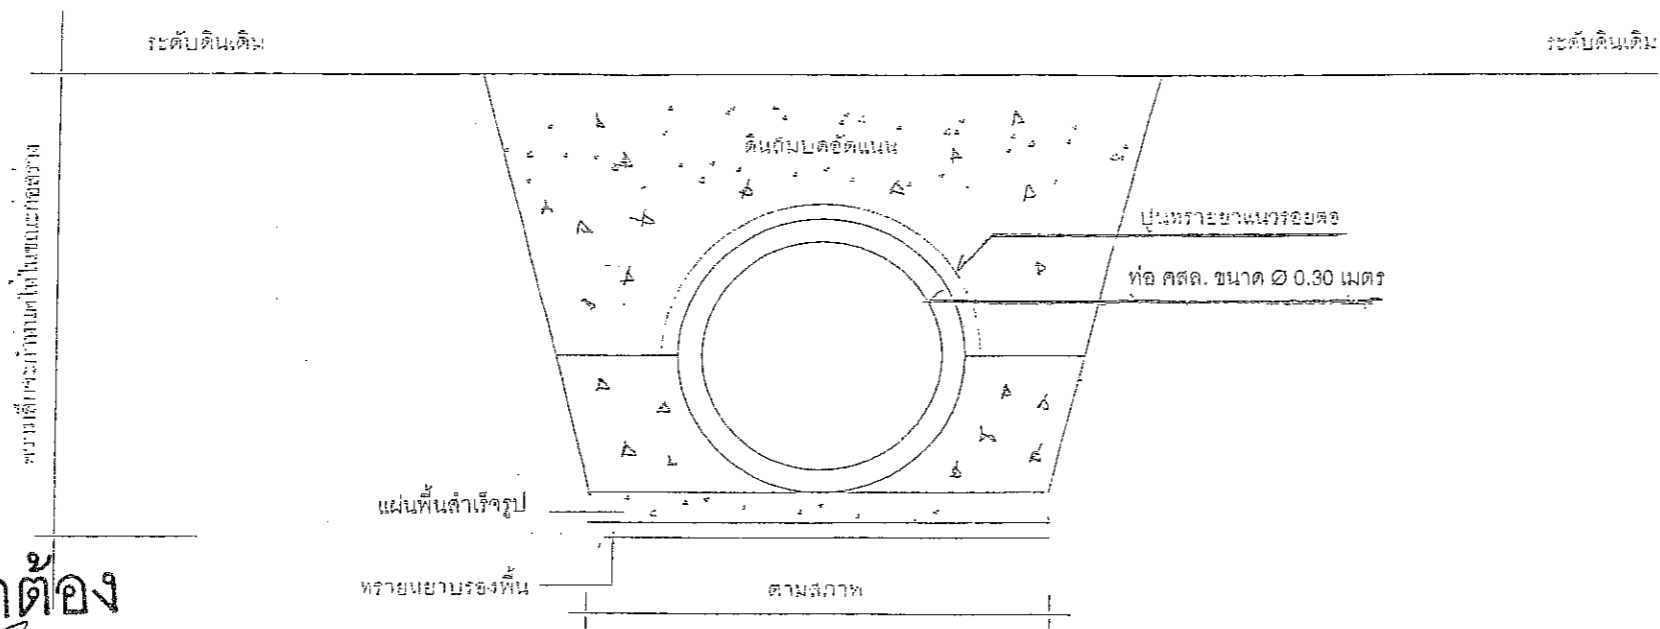 ระดับดินเดิม
ระดับดินเดิม
ดินถมบดอัดแน่น
ปูนทรายยาแนวรอยต่อ
ท่อ คสล. ขนาด Ø 0.30 เมตร
แผ่นพื้นสำเร็จรูป
ทรายหยาบรองพื้น
ตามสภาพ